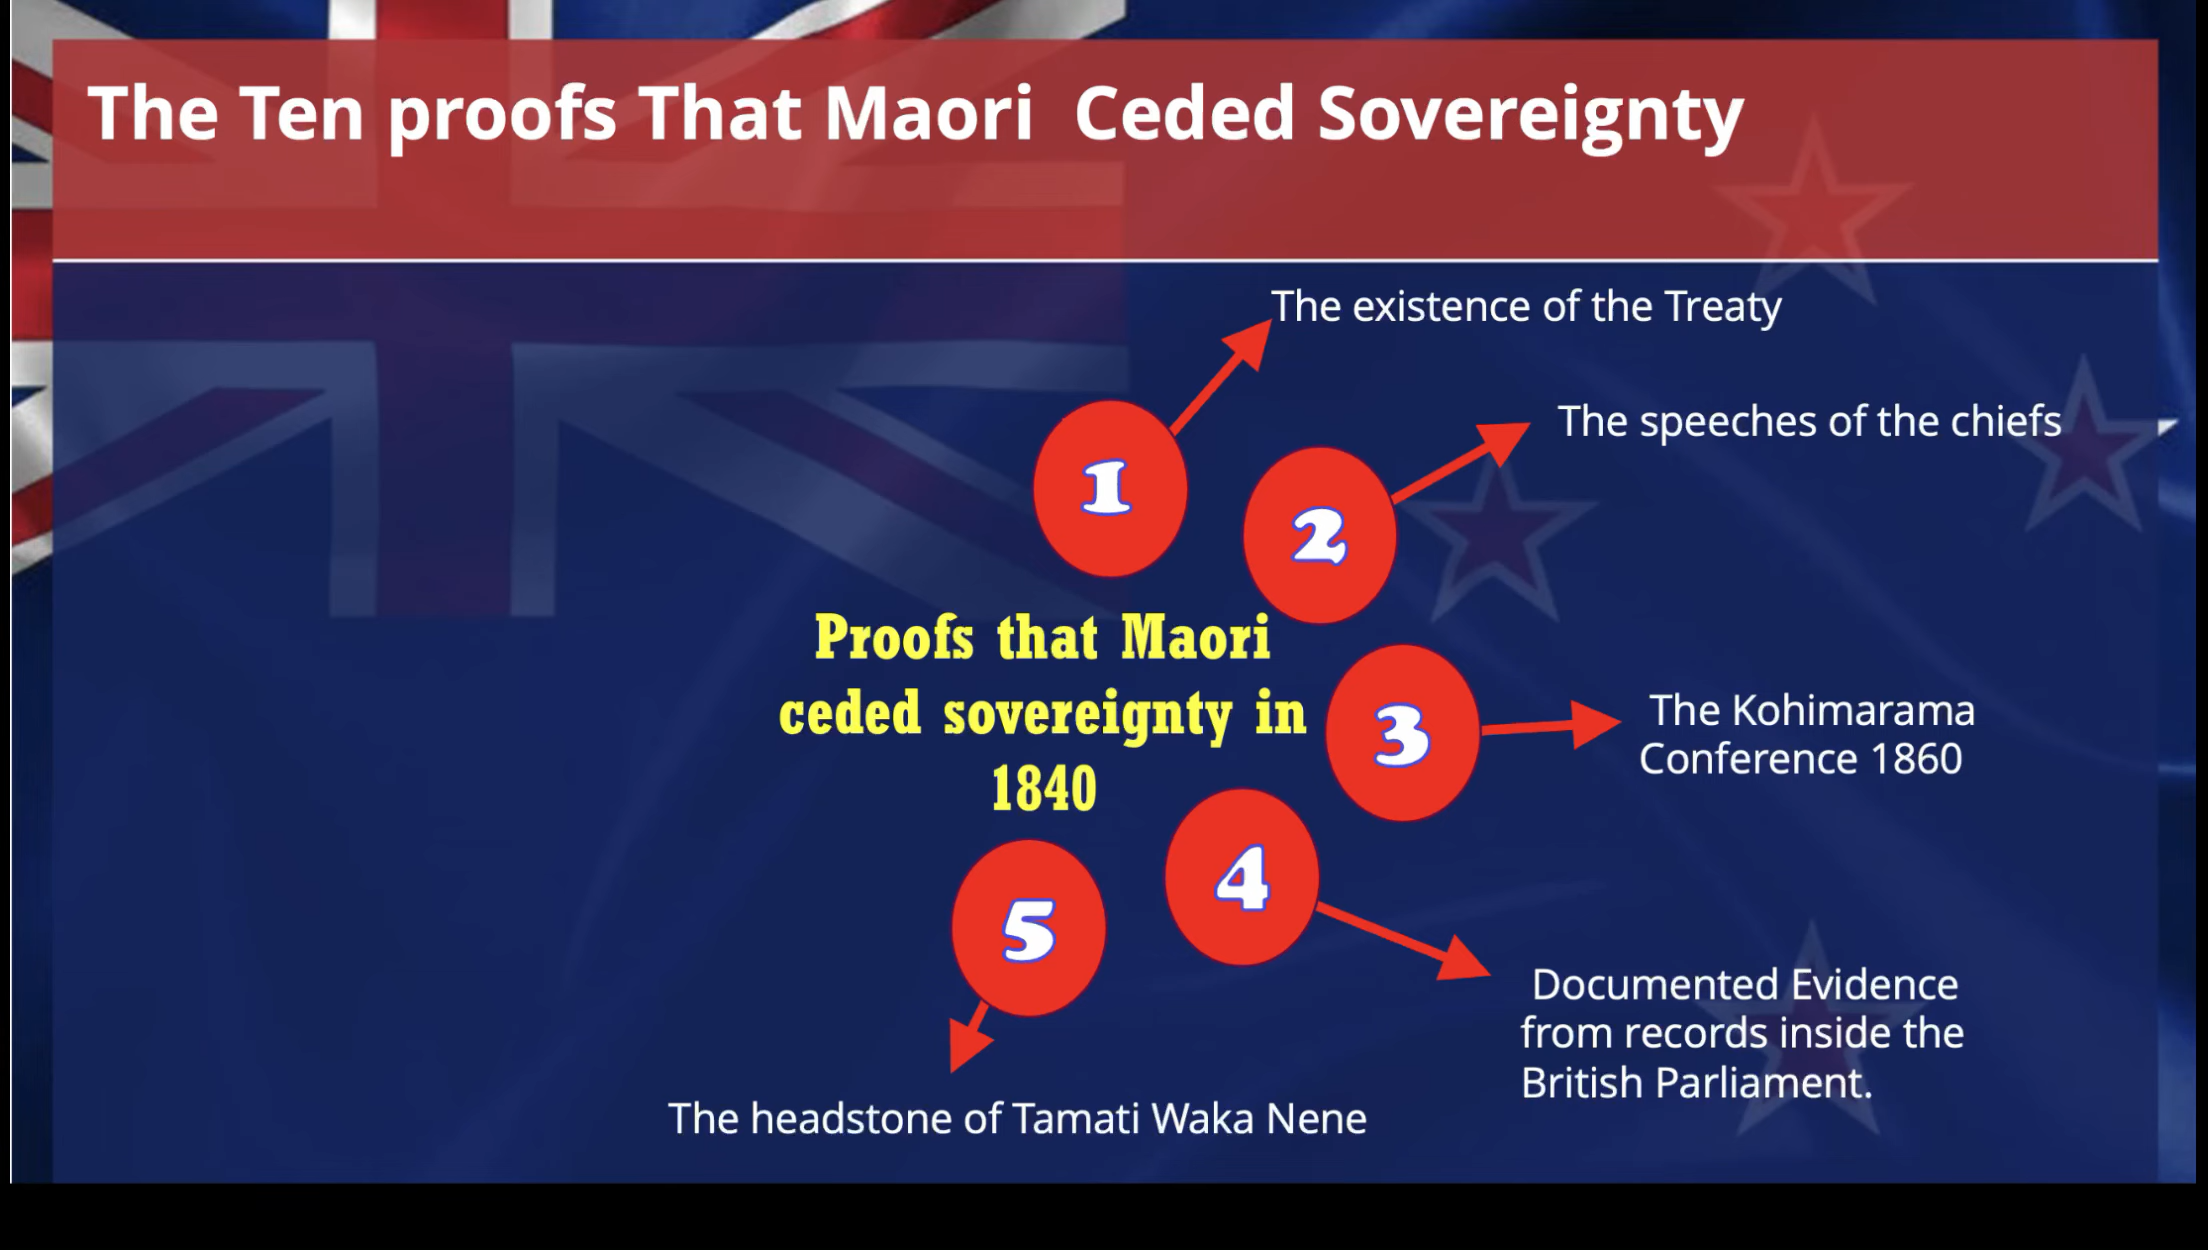 The Ten proofs That Maori Ceded Sovereignty
The existence of the Treaty
The speeches of the chiefs
1
2
Proofs that Maori
ceded sovereignty in
1840
3
The Kohimarama
Conference 1860
4
5
Documented Evidence
from records inside the
British Parliament.
The headstone of Tamati Waka Nene